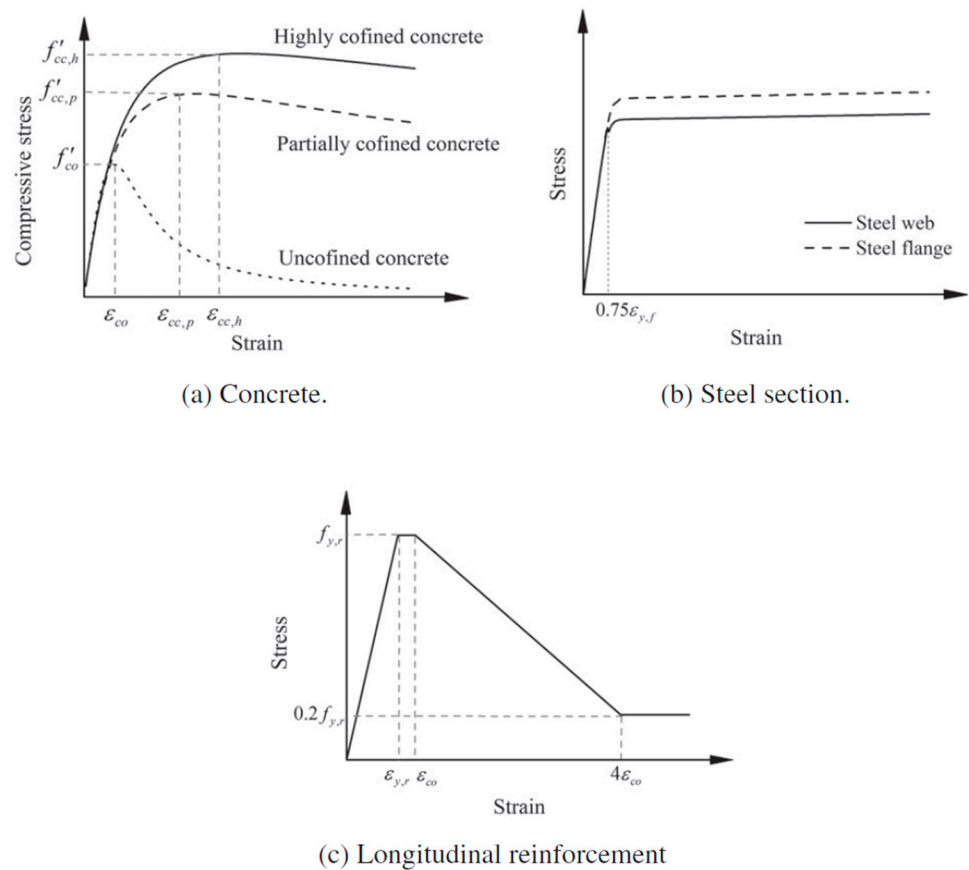 Compressive stress
f'cc,h
f'cc,p
f'co
Highly cofined concrete
Partially cofined concrete
Uncofined concrete
εco
εcc,p
εcc,h
Strain
(a) Concrete.
Stress
Steel web
Steel flange
0.75εy,f
Strain
(b) Steel section.
Stress
fy,r
0.2fy,r
εy,r
εco
4εco
Strain
(c) Longitudinal reinforcement